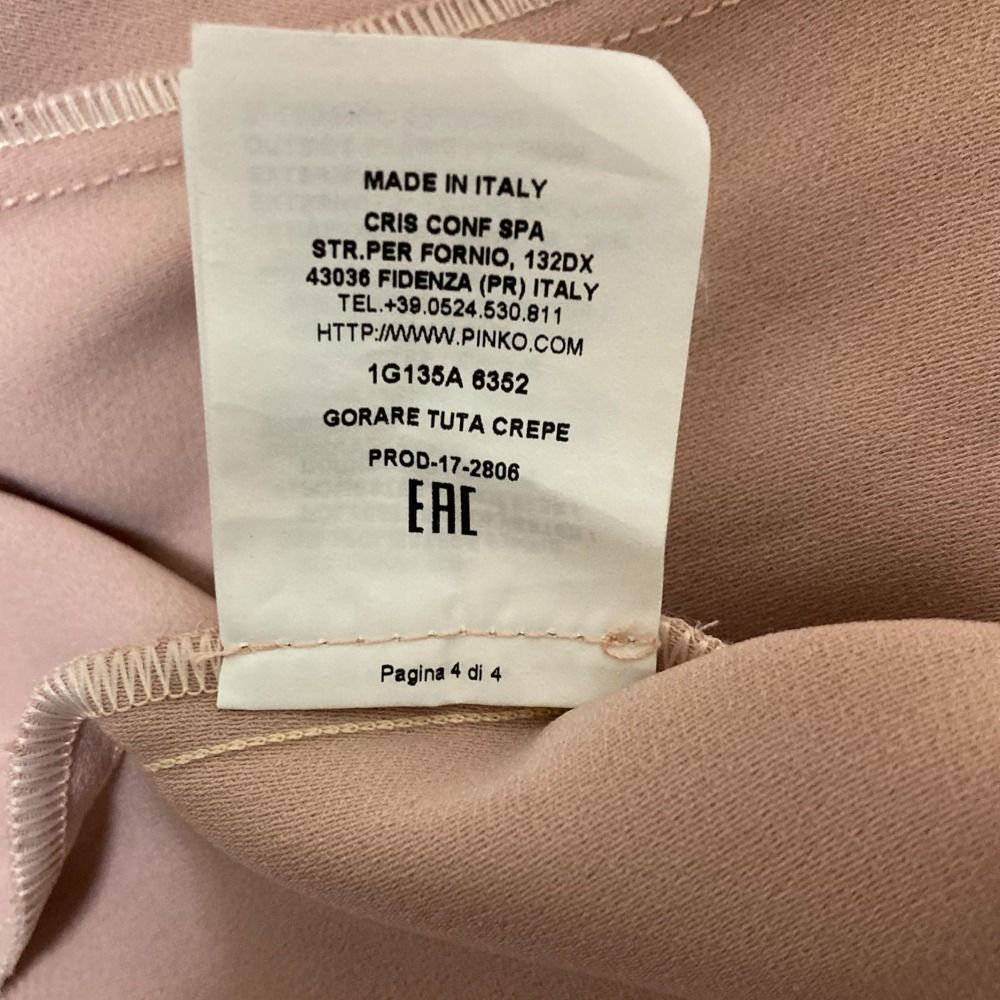 MADE IN ITALY
CRIS CONF SPA
STR.PER FORNIO, 132DX
43036 FIDENZA (PR) ITALY
TEL.+39.0524.530.811
HTTP://WWW.PINKO.COM
1G135A 6352
GORARE TUTA CREPE
PROD-17-2806
EAC
Pagina 4 di 4